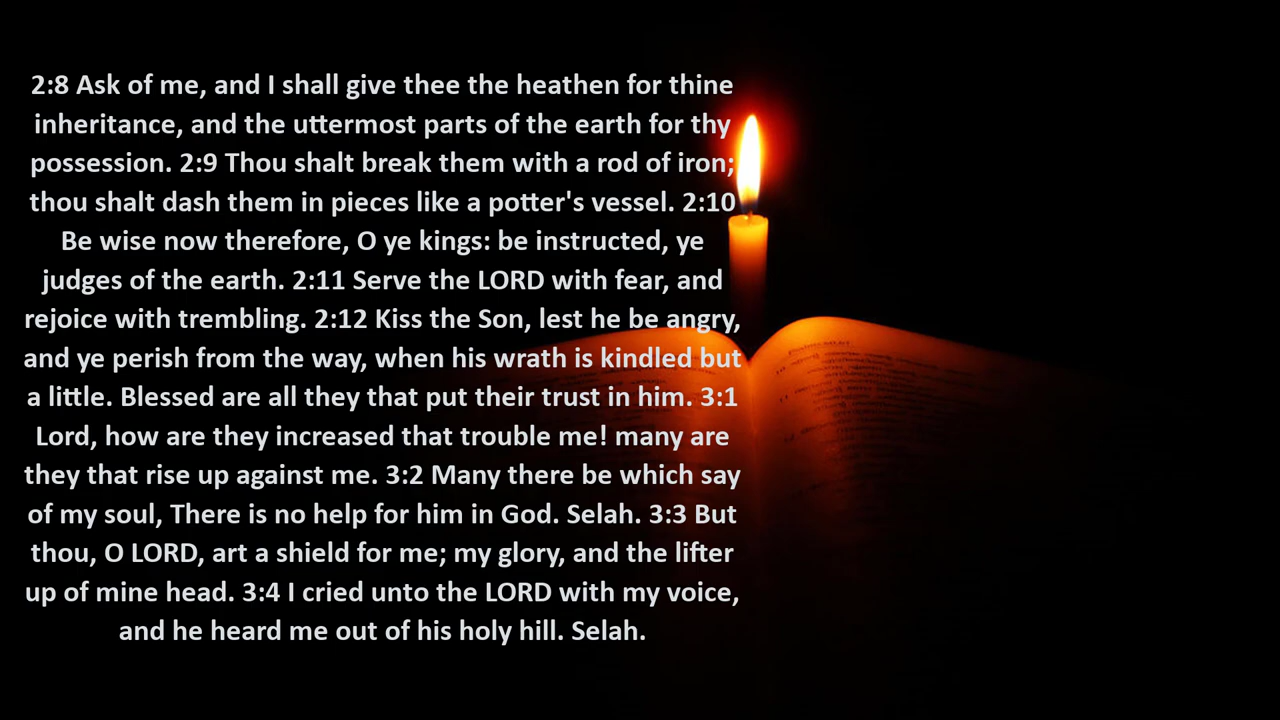 2:8 Ask of me, and I shall give thee the heathen for thine
inheritance, and the uttermost parts of the earth for thy
possession. 2:9 Thou shalt break them with a rod of iron;
thou shalt dash them in pieces like a potter's vessel. 2:10
Be wise now therefore, O ye kings: be instructed, ye
judges of the earth. 2:11 Serve the LORD with fear, and
rejoice with trembling. 2:12 Kiss the Son, lest he be angry,
and ye perish from the way, when his wrath is kindled but
a little. Blessed are all they that put their trust in him. 3:1
Lord, how are they increased that trouble me! many are
they that rise up against me. 3:2 Many there be which say
of my soul, There is no help for him in God. Selah. 3:3 But
thou, O LORD, art a shield for me; my glory, and the lifter
up of mine head. 3:4 I cried unto the LORD with my voice,
and he heard me out of his holy hill. Selah.